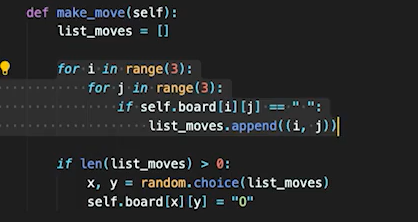 def make_move(self):
    list_moves = []

    for i in range(3):
        for j in range(3):
            if self.board[i][j] == " ":
                list_moves.append((i, j))

    if len(list_moves) > 0:
        x, y = random.choice(list_moves)
        self.board[x][y] = "O"